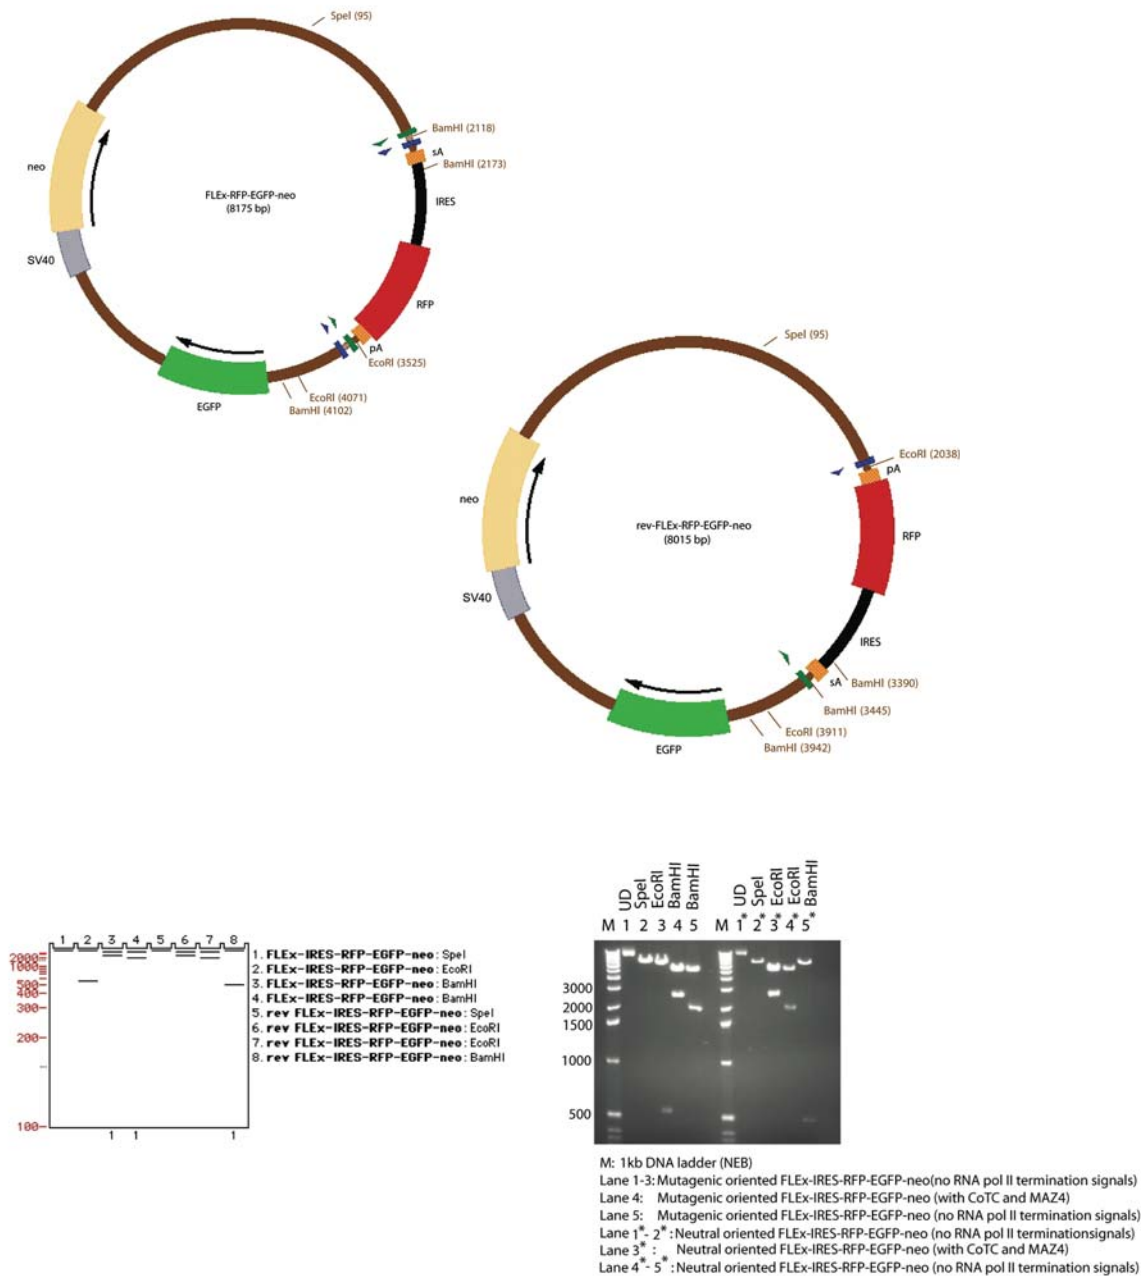 SpeI (95)
BamHI (2118)
sA
BamHI (2173)
neo
FLEx-RFP-EGFP-neo
(8175 bp)
IRES
SV40
RFP
pA
EcoRI (3525)
EcoRI (4071)
BamHI (4102)
EGFP
SpeI (95)
EcoRI (2038)
pA
neo
rev-FLEx-RFP-EGFP-neo
(8015 bp)
RFP
SV40
IRES
sA
BamHI (3390)
BamHI (3445)
EcoRI (3911)
BamHI (3942)
EGFP
1 2 3 4 5 6 7 8
2000
1000
500
400
300
200
100
1 1 1
1. FLEx-IRES-RFP-EGFP-neo: SpeI
2. FLEx-IRES-RFP-EGFP-neo: EcoRI
3. FLEx-IRES-RFP-EGFP-neo: BamHI
4. FLEx-IRES-RFP-EGFP-neo: BamHI
5. rev FLEx-IRES-RFP-EGFP-neo: SpeI
6. rev FLEx-IRES-RFP-EGFP-neo: EcoRI
7. rev FLEx-IRES-RFP-EGFP-neo: EcoRI
8. rev FLEx-IRES-RFP-EGFP-neo: BamHI
UD SpeI EcoRI BamHI BamHI UD SpeI EcoRI EcoRI BamHI
M 1 2 3 4 5 M 1* 2* 3* 4* 5*
3000
2000
1500
1000
500
M: 1kb DNA ladder (NEB)
Lane 1-3: Mutagenic oriented FLEx-IRES-RFP-EGFP-neo(no RNA pol II termination signals)
Lane 4: Mutagenic oriented FLEx-IRES-RFP-EGFP-neo (with CoTC and MAZ4)
Lane 5: Mutagenic oriented FLEx-IRES-RFP-EGFP-neo (no RNA pol II termination signals)
Lane 1*- 2* : Neutral oriented FLEx-IRES-RFP-EGFP-neo (no RNA pol II terminationsignals)
Lane 3* : Neutral oriented FLEx-IRES-RFP-EGFP-neo (with CoTC and MAZ4)
Lane 4*- 5* : Neutral oriented FLEx-IRES-RFP-EGFP-neo (no RNA pol II termination signals)